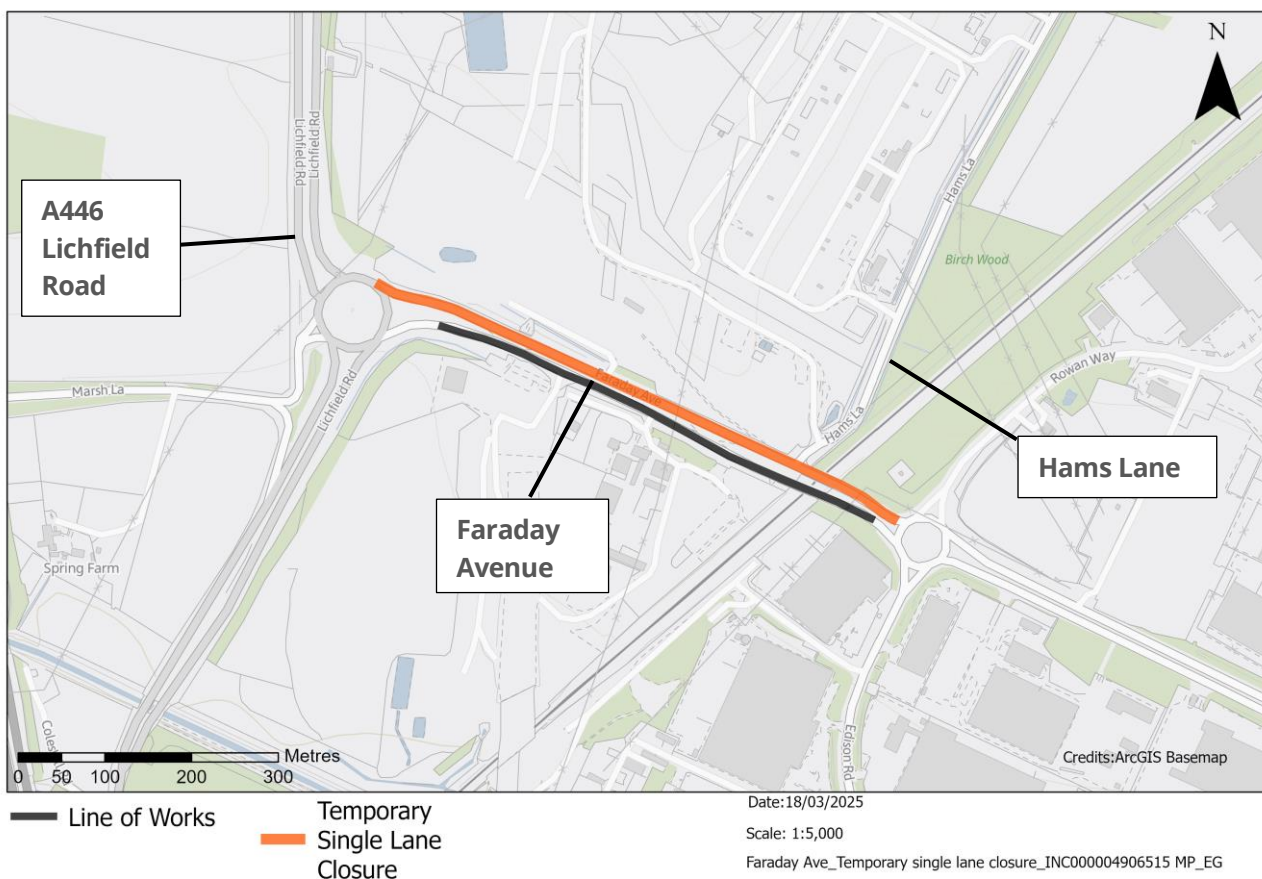 N
Lichfield Rd
Lichfield Rd
A446
Lichfield
Road
Hams La
Birch Wood
Rowan Way
Marsh La
Faraday Ave
Hams La
Lichfield Rd
Hams Lane
Faraday
Avenue
Spring Farm
Edison Rd
Metres
0 50 100 200 300
Credits:ArcGIS Basemap
Line of Works
Temporary
Single Lane
Closure
Date:18/03/2025
Scale: 1:5,000
Faraday Ave_Temporary single lane closure_INC000004906515 MP_EG